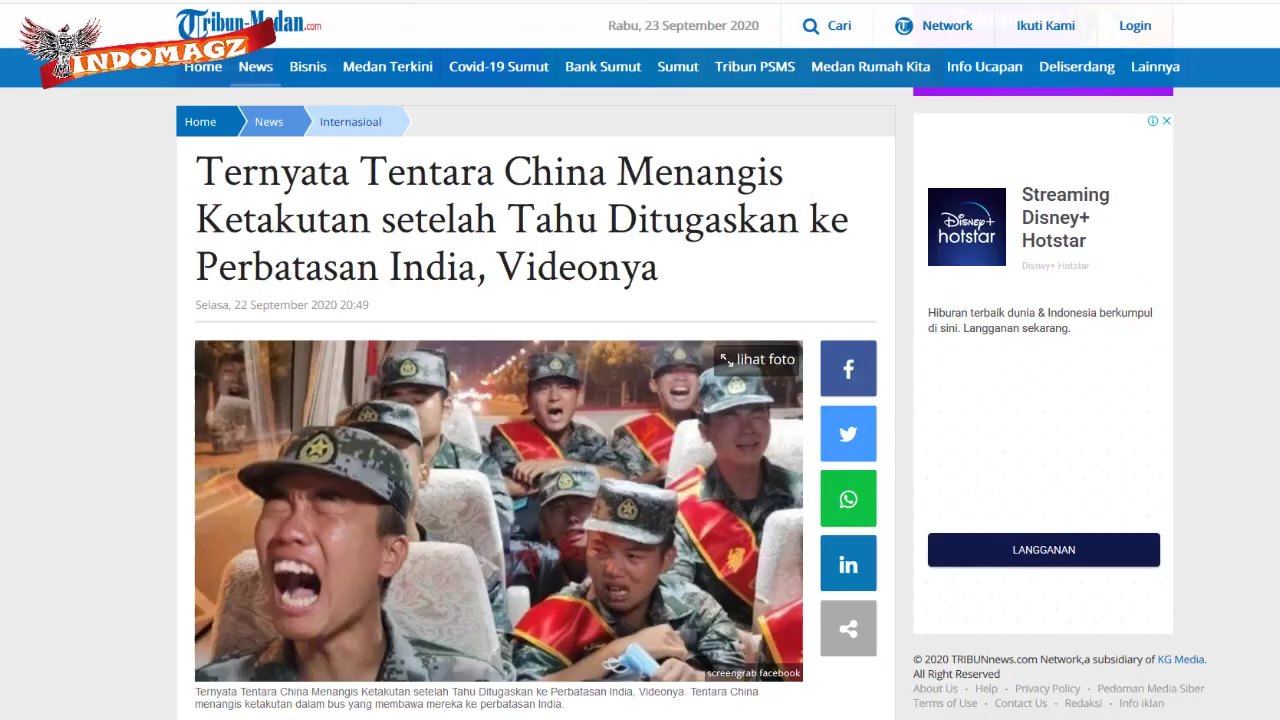 Tribun-Medan.com
INDOMAGZ
Rabu, 23 September 2020
Cari
Network
Ikuti Kami
Login
Home News Bisnis Medan Terkini Covid-19 Sumut Bank Sumut Sumut Tribun PSMS Medan Rumah Kita Info Ucapan Deliserdang Lainnya
Home News Internasioal
Ternyata Tentara China Menangis
Ketakutan setelah Tahu Ditugaskan ke
Perbatasan India, Videonya
Selasa, 22 September 2020 20:49
lihat foto
screengrab facebook
Ternyata Tentara China Menangis Ketakutan setelah Tahu Ditugaskan ke Perbatasan India, Videonya. Tentara China
menangis ketakutan dalam bus yang membawa mereka ke perbatasan India.
Disney+
hotstar
Streaming
Disney+
Hotstar
Disney+ Hotstar
Hiburan terbaik dunia & Indonesia berkumpul
di sini. Langganan sekarang.
LANGGANAN
© 2020 TRIBUNnews.com Network,a subsidiary of KG Media.
All Right Reserved
About Us - Help - Privacy Policy - Pedoman Media Siber
Terms of Use - Contact Us - Redaksi - Info iklan